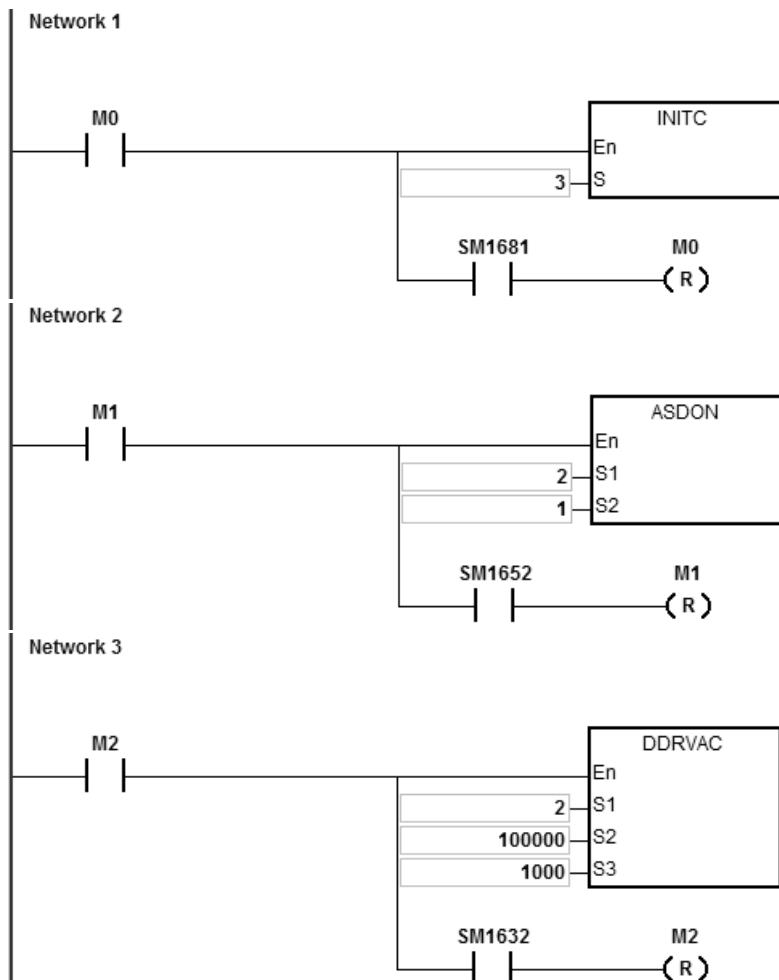 Network 1
M0
INITC
En
3 S
SM1681 M0
( R )
Network 2
M1
ASDON
En
2 S1
1 S2
SM1652 M1
( R )
Network 3
M2
DDRVAC
En
2 S1
100000 S2
1000 S3
SM1632 M2
( R )